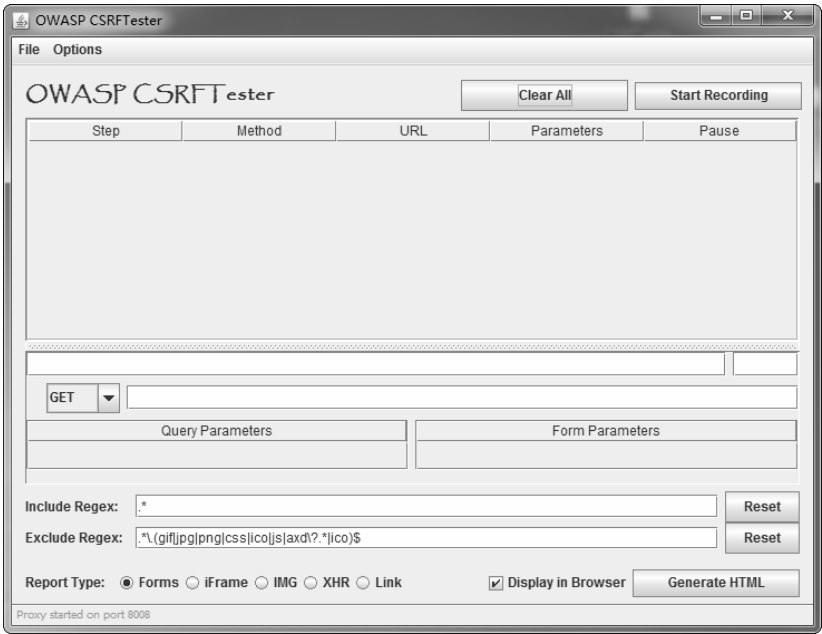 OWASP CSRFTester
File Options
OWASP CSRFTester Clear All Start Recording
Step Method URL Parameters Pause
GET
Query Parameters Form Parameters
Include Regex: .* Reset
Exclude Regex: .*\.(gif|jpg|png|css|ico|js|axd\?.*|ico)$ Reset
Report Type: Forms iFrame IMG XHR Link Display in Browser Generate HTML
Proxy started on port 8008